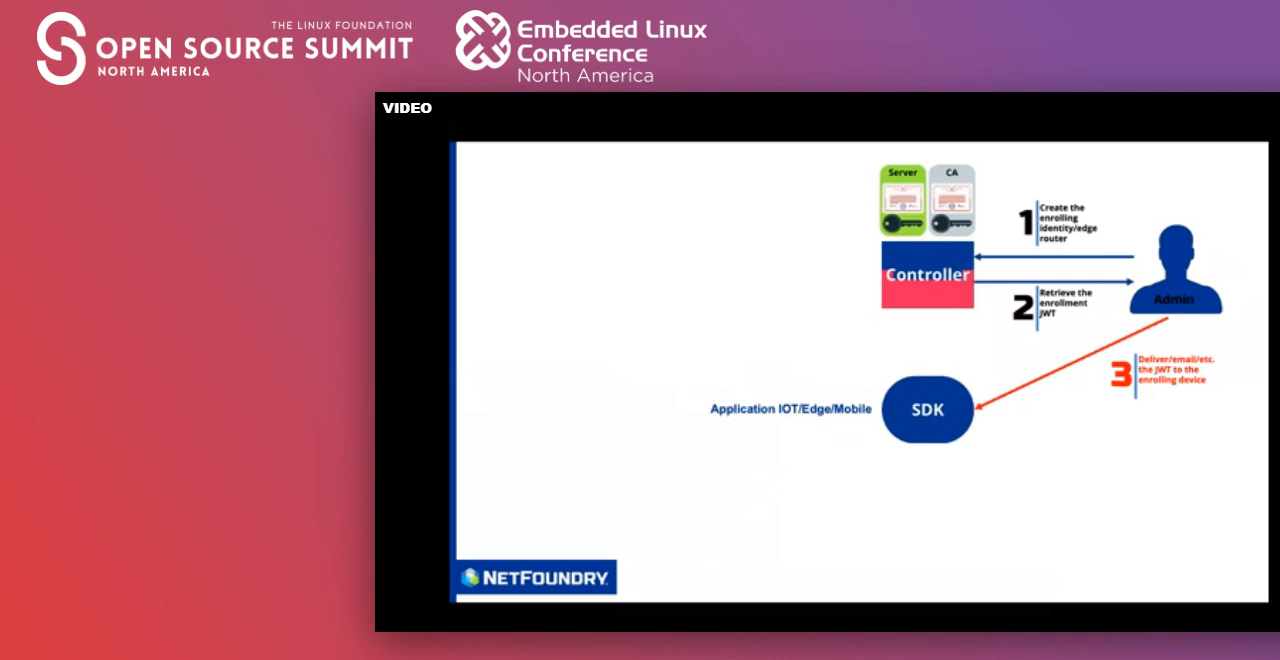 THE LINUX FOUNDATION
OPEN SOURCE SUMMIT
NORTH AMERICA
Embedded Linux
Conference
North America
VIDEO
Server
CA
Controller
1
Create the
enrolling
identity/edge
router
2
Retrieve the
enrollment
JWT
Admin
3
Deliver/email/etc.
the JWT to the
enrolling device
Application IOT/Edge/Mobile
SDK
NETFOUNDRY